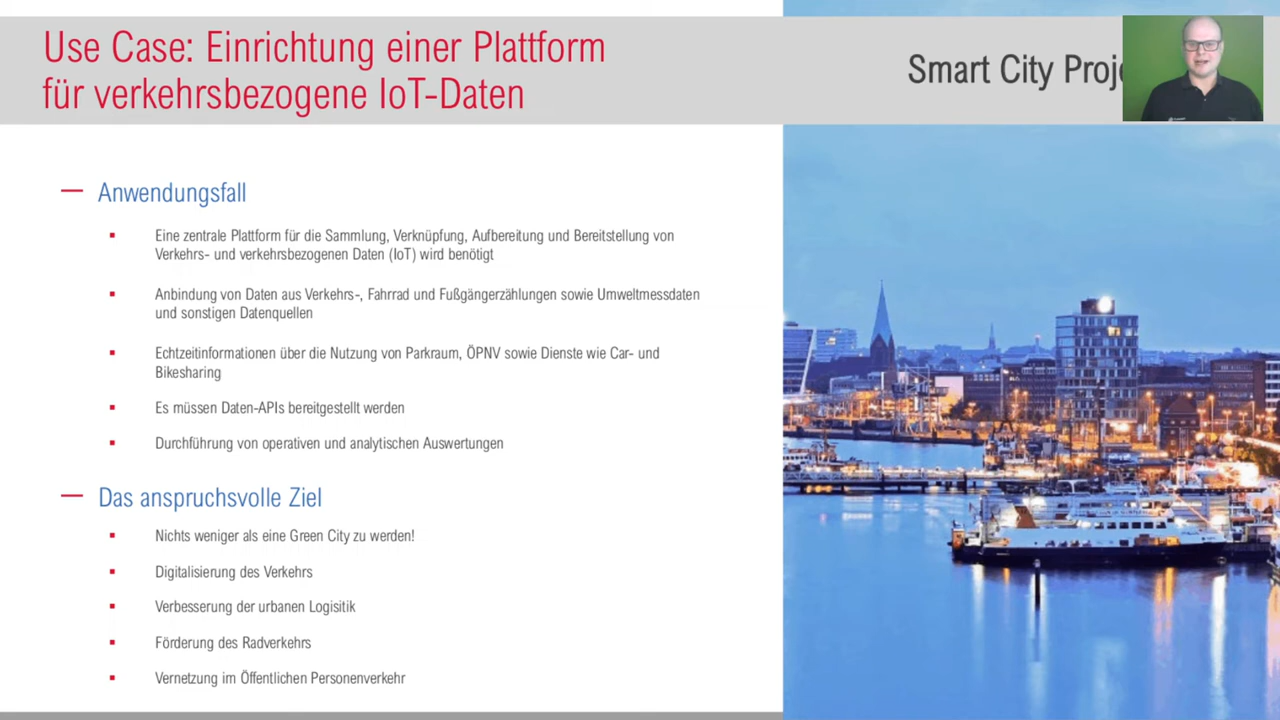 Use Case: Einrichtung einer Plattform
für verkehrsbezogene IoT-Daten
Smart City
— Anwendungsfall
▪ Eine zentrale Plattform für die Sammlung, Verknüpfung, Aufbereitung und Bereitstellung von
Verkehrs- und verkehrsbezogenen Daten (IoT) wird benötigt
▪ Anbindung von Daten aus Verkehrs-, Fahrrad und Fußgängerzählungen sowie Umweltmessdaten
und sonstigen Datenquellen
▪ Echtzeitinformationen über die Nutzung von Parkraum, ÖPNV sowie Dienste wie Car- und
Bikesharing
▪ Es müssen Daten-APIs bereitgestellt werden
▪ Durchführung von operativen und analytischen Auswertungen
— Das anspruchsvolle Ziel
▪ Nichts weniger als eine Green City zu werden!
▪ Digitalisierung des Verkehrs
▪ Verbesserung der urbanen Logisitik
▪ Förderung des Radverkehrs
▪ Vernetzung im Öffentlichen Personenverkehr